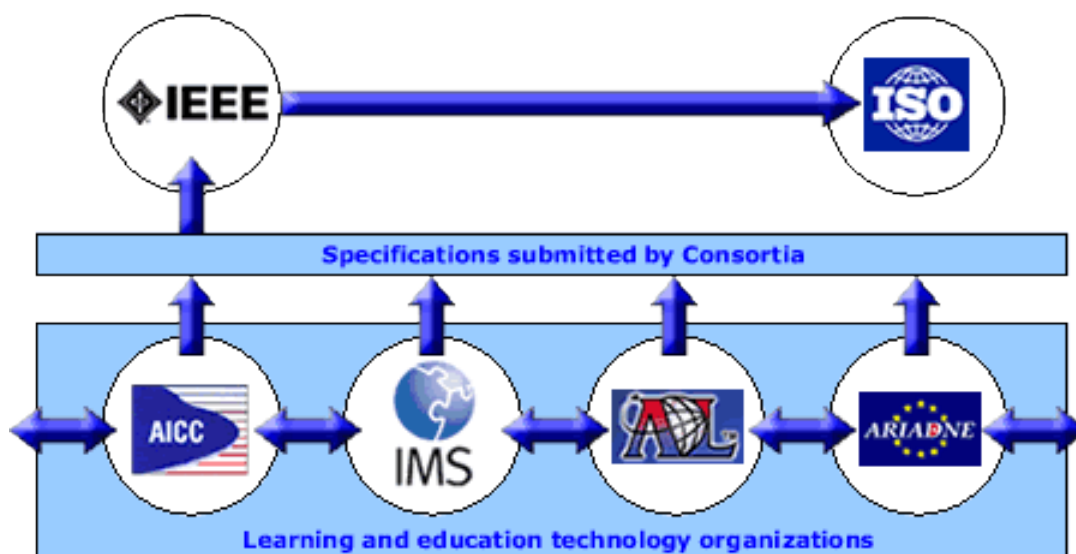 IEEE
ISO
Specifications submitted by Consortia
AICC
IMS
ADL
ARIADNE
Learning and education technology organizations